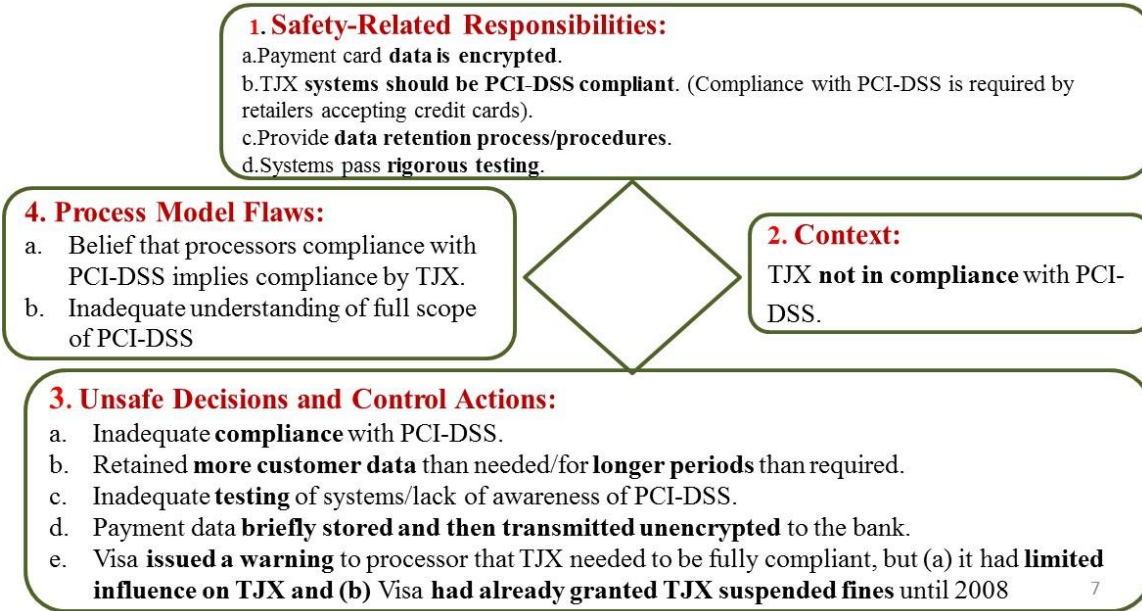 1. Safety-Related Responsibilities:
a.Payment card data is encrypted.
b.TJX systems should be PCI-DSS compliant. (Compliance with PCI-DSS is required by
retailers accepting credit cards).
c.Provide data retention process/procedures.
d.Systems pass rigorous testing.
4. Process Model Flaws:
a. Belief that processors compliance with
PCI-DSS implies compliance by TJX.
b. Inadequate understanding of full scope
of PCI-DSS
2. Context:
TJX not in compliance with PCI-
DSS.
3. Unsafe Decisions and Control Actions:
a. Inadequate compliance with PCI-DSS.
b. Retained more customer data than needed/for longer periods than required.
c. Inadequate testing of systems/lack of awareness of PCI-DSS.
d. Payment data briefly stored and then transmitted unencrypted to the bank.
e. Visa issued a warning to processor that TJX needed to be fully compliant, but (a) it had limited
influence on TJX and (b) Visa had already granted TJX suspended fines until 2008
7